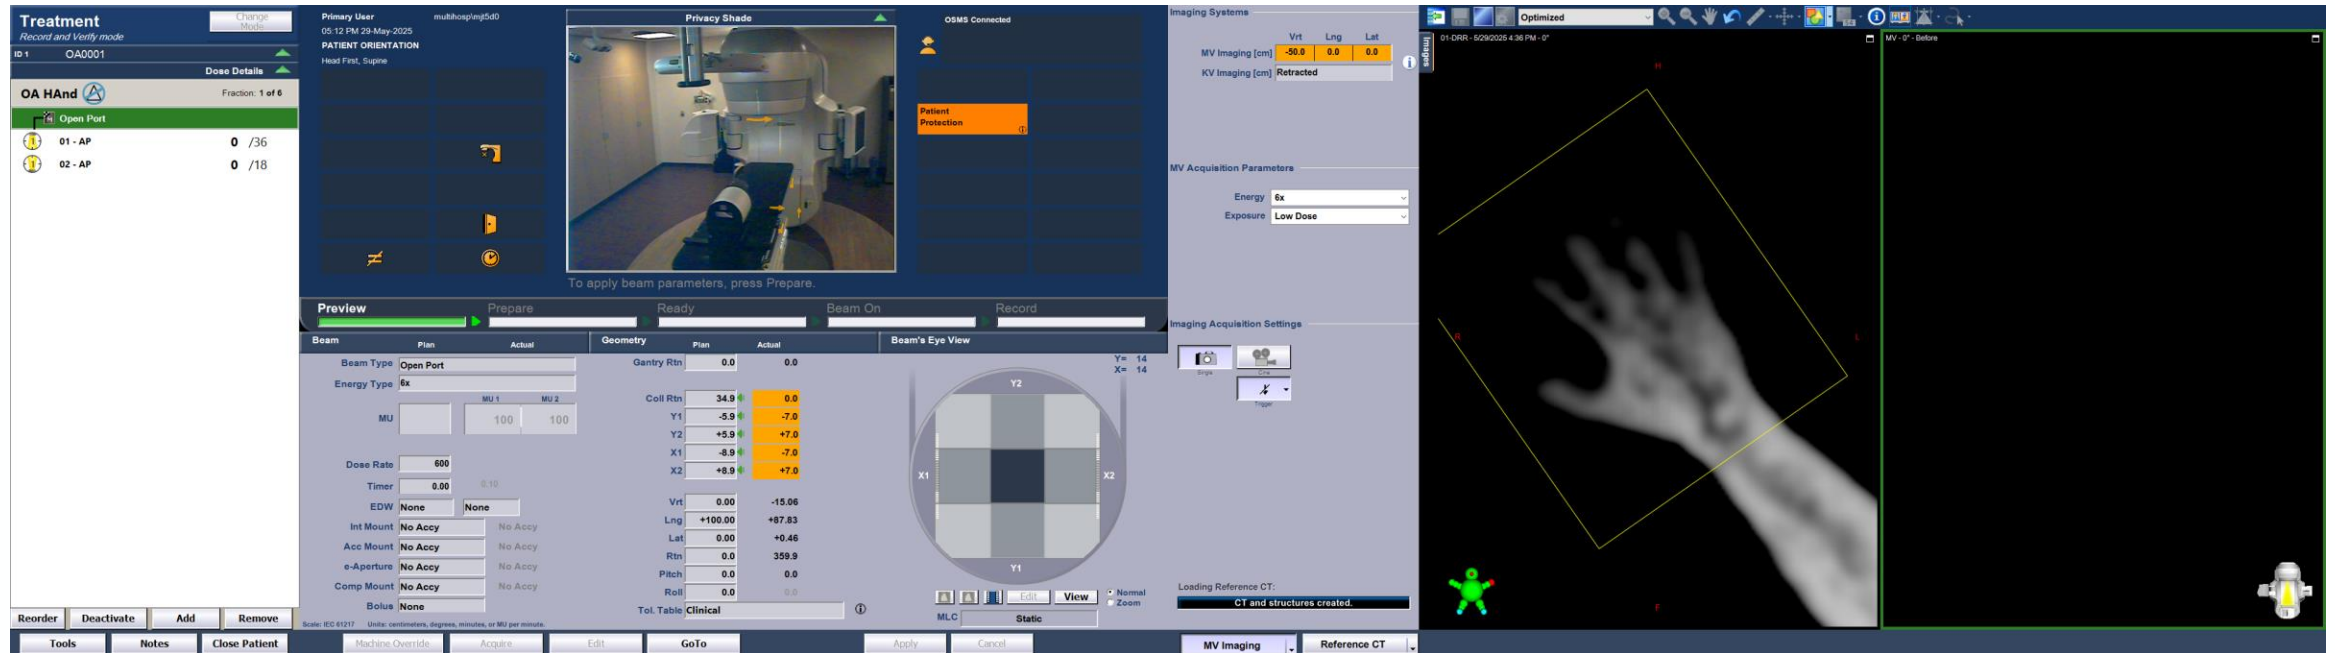 Treatment
Record and Verify mode
Change Mode
ID 1 OA0001
Dose Details
OA HAnd
Fraction: 1 of 6
Open Port
01 - AP 0 /36
02 - AP 0 /18
Reorder Deactivate Add Remove
Tools Notes Close Patient
Primary User multihosp\mjt5d0
05:12 PM 29-May-2025
PATIENT ORIENTATION
Head First, Supine
Privacy Shade
OSMS Connected
Patient
Protection
To apply beam parameters, press Prepare.
Preview Prepare Ready Beam On Record
Beam Plan Actual
Beam Type Open Port
Energy Type 6x
MU 1 MU 2
MU 100 100
Dose Rate 600
Timer 0.00 0.10
EDW None None
Int Mount No Accy No Accy
Acc Mount No Accy No Accy
e-Aperture No Accy No Accy
Comp Mount No Accy No Accy
Bolus None
Scale: IEC 61217 Units: centimeters, degrees, minutes, or MU per minute.
Geometry Plan Actual
Gantry Rtn 0.0 0.0
Coll Rtn 34.9 0.0
Y1 -5.9 -7.0
Y2 +5.9 +7.0
X1 -8.9 -7.0
X2 +8.9 +7.0
Vrt 0.00 -15.06
Lng +100.00 +87.83
Lat 0.00 +0.46
Rtn 0.0 359.9
Pitch 0.0 0.0
Roll 0.0 0.0
Tol. Table Clinical
Beam's Eye View
Y= 14
X= 14
Y2
X1
X2
Y1
Edit View
Normal
Zoom
MLC Static
Machine Override Acquire Edit GoTo Apply Cancel
Imaging Systems
Vrt Lng Lat
MV Imaging [cm] -50.0 0.0 0.0
KV Imaging [cm] Retracted
MV Acquisition Parameters
Energy 6x
Exposure Low Dose
Imaging Acquisition Settings
Single Cine
Trigger
Loading Reference CT:
CT and structures created.
MV Imaging Reference CT
Optimized
Images
01-DRR - 5/29/2025 4:36 PM - 0°
H
R
L
F
MV - 0° - Before